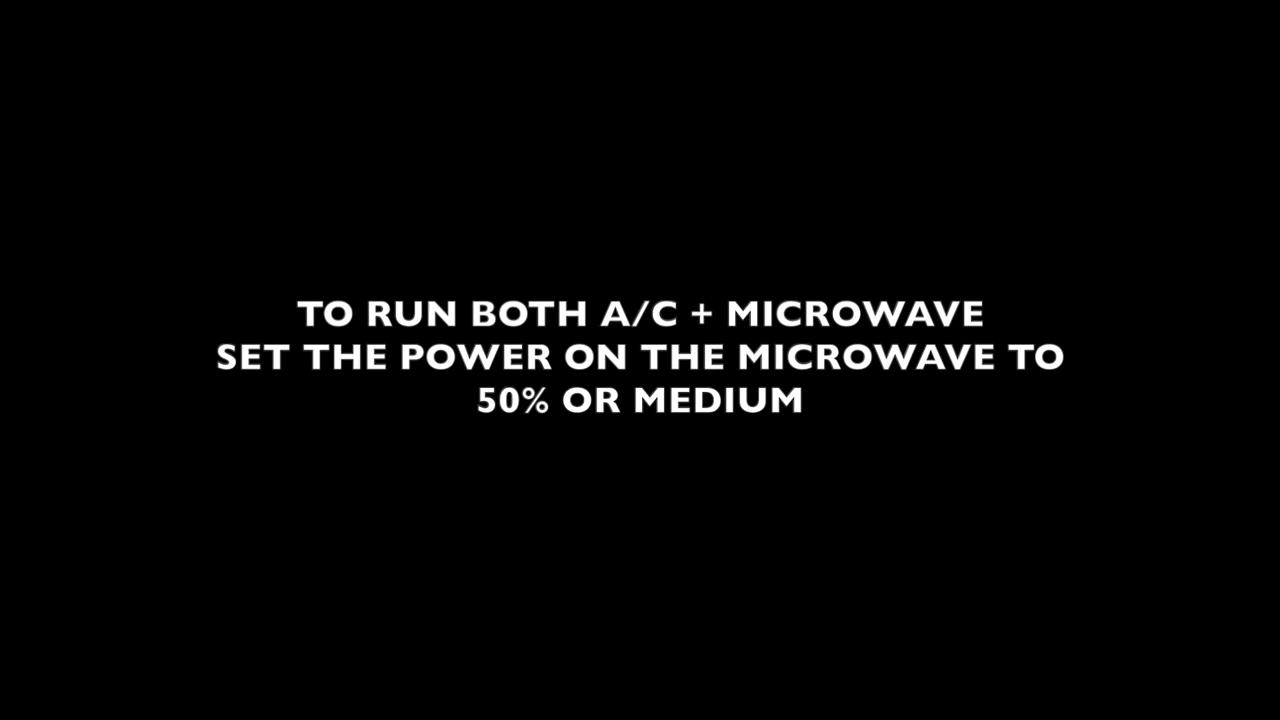 TO RUN BOTH A/C + MICROWAVE
SET THE POWER ON THE MICROWAVE TO
50% OR MEDIUM